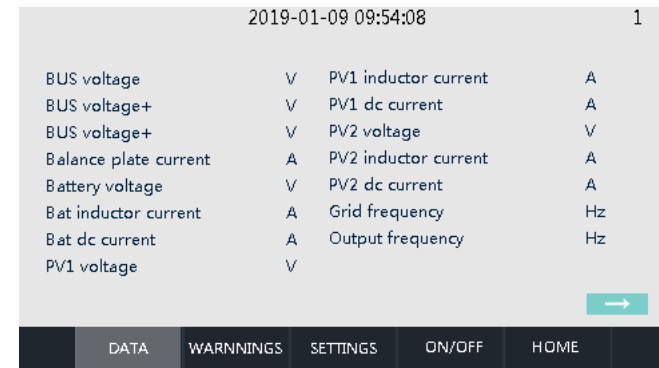 2019-01-09 09:54:08 1
BUS voltage V PV1 inductor current A
BUS voltage+ V PV1 dc current A
BUS voltage+ V PV2 voltage V
Balance plate current A PV2 inductor current A
Battery voltage V PV2 dc current A
Bat inductor current A Grid frequency Hz
Bat dc current A Output frequency Hz
PV1 voltage V
→
DATA WARNNINGS SETTINGS ON/OFF HOME